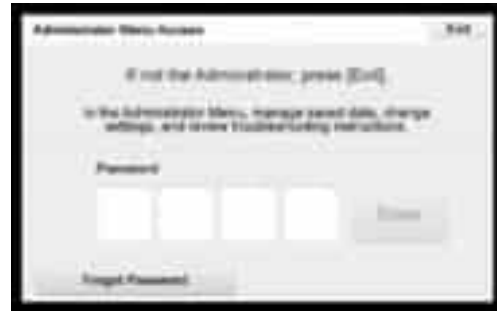 Administrator Menu Access
Exit
If not the Administrator, press [Exit].
In the Administrator Menu, manage saved data, change
settings, and review troubleshooting instructions.
Password
Enter
Forgot Password